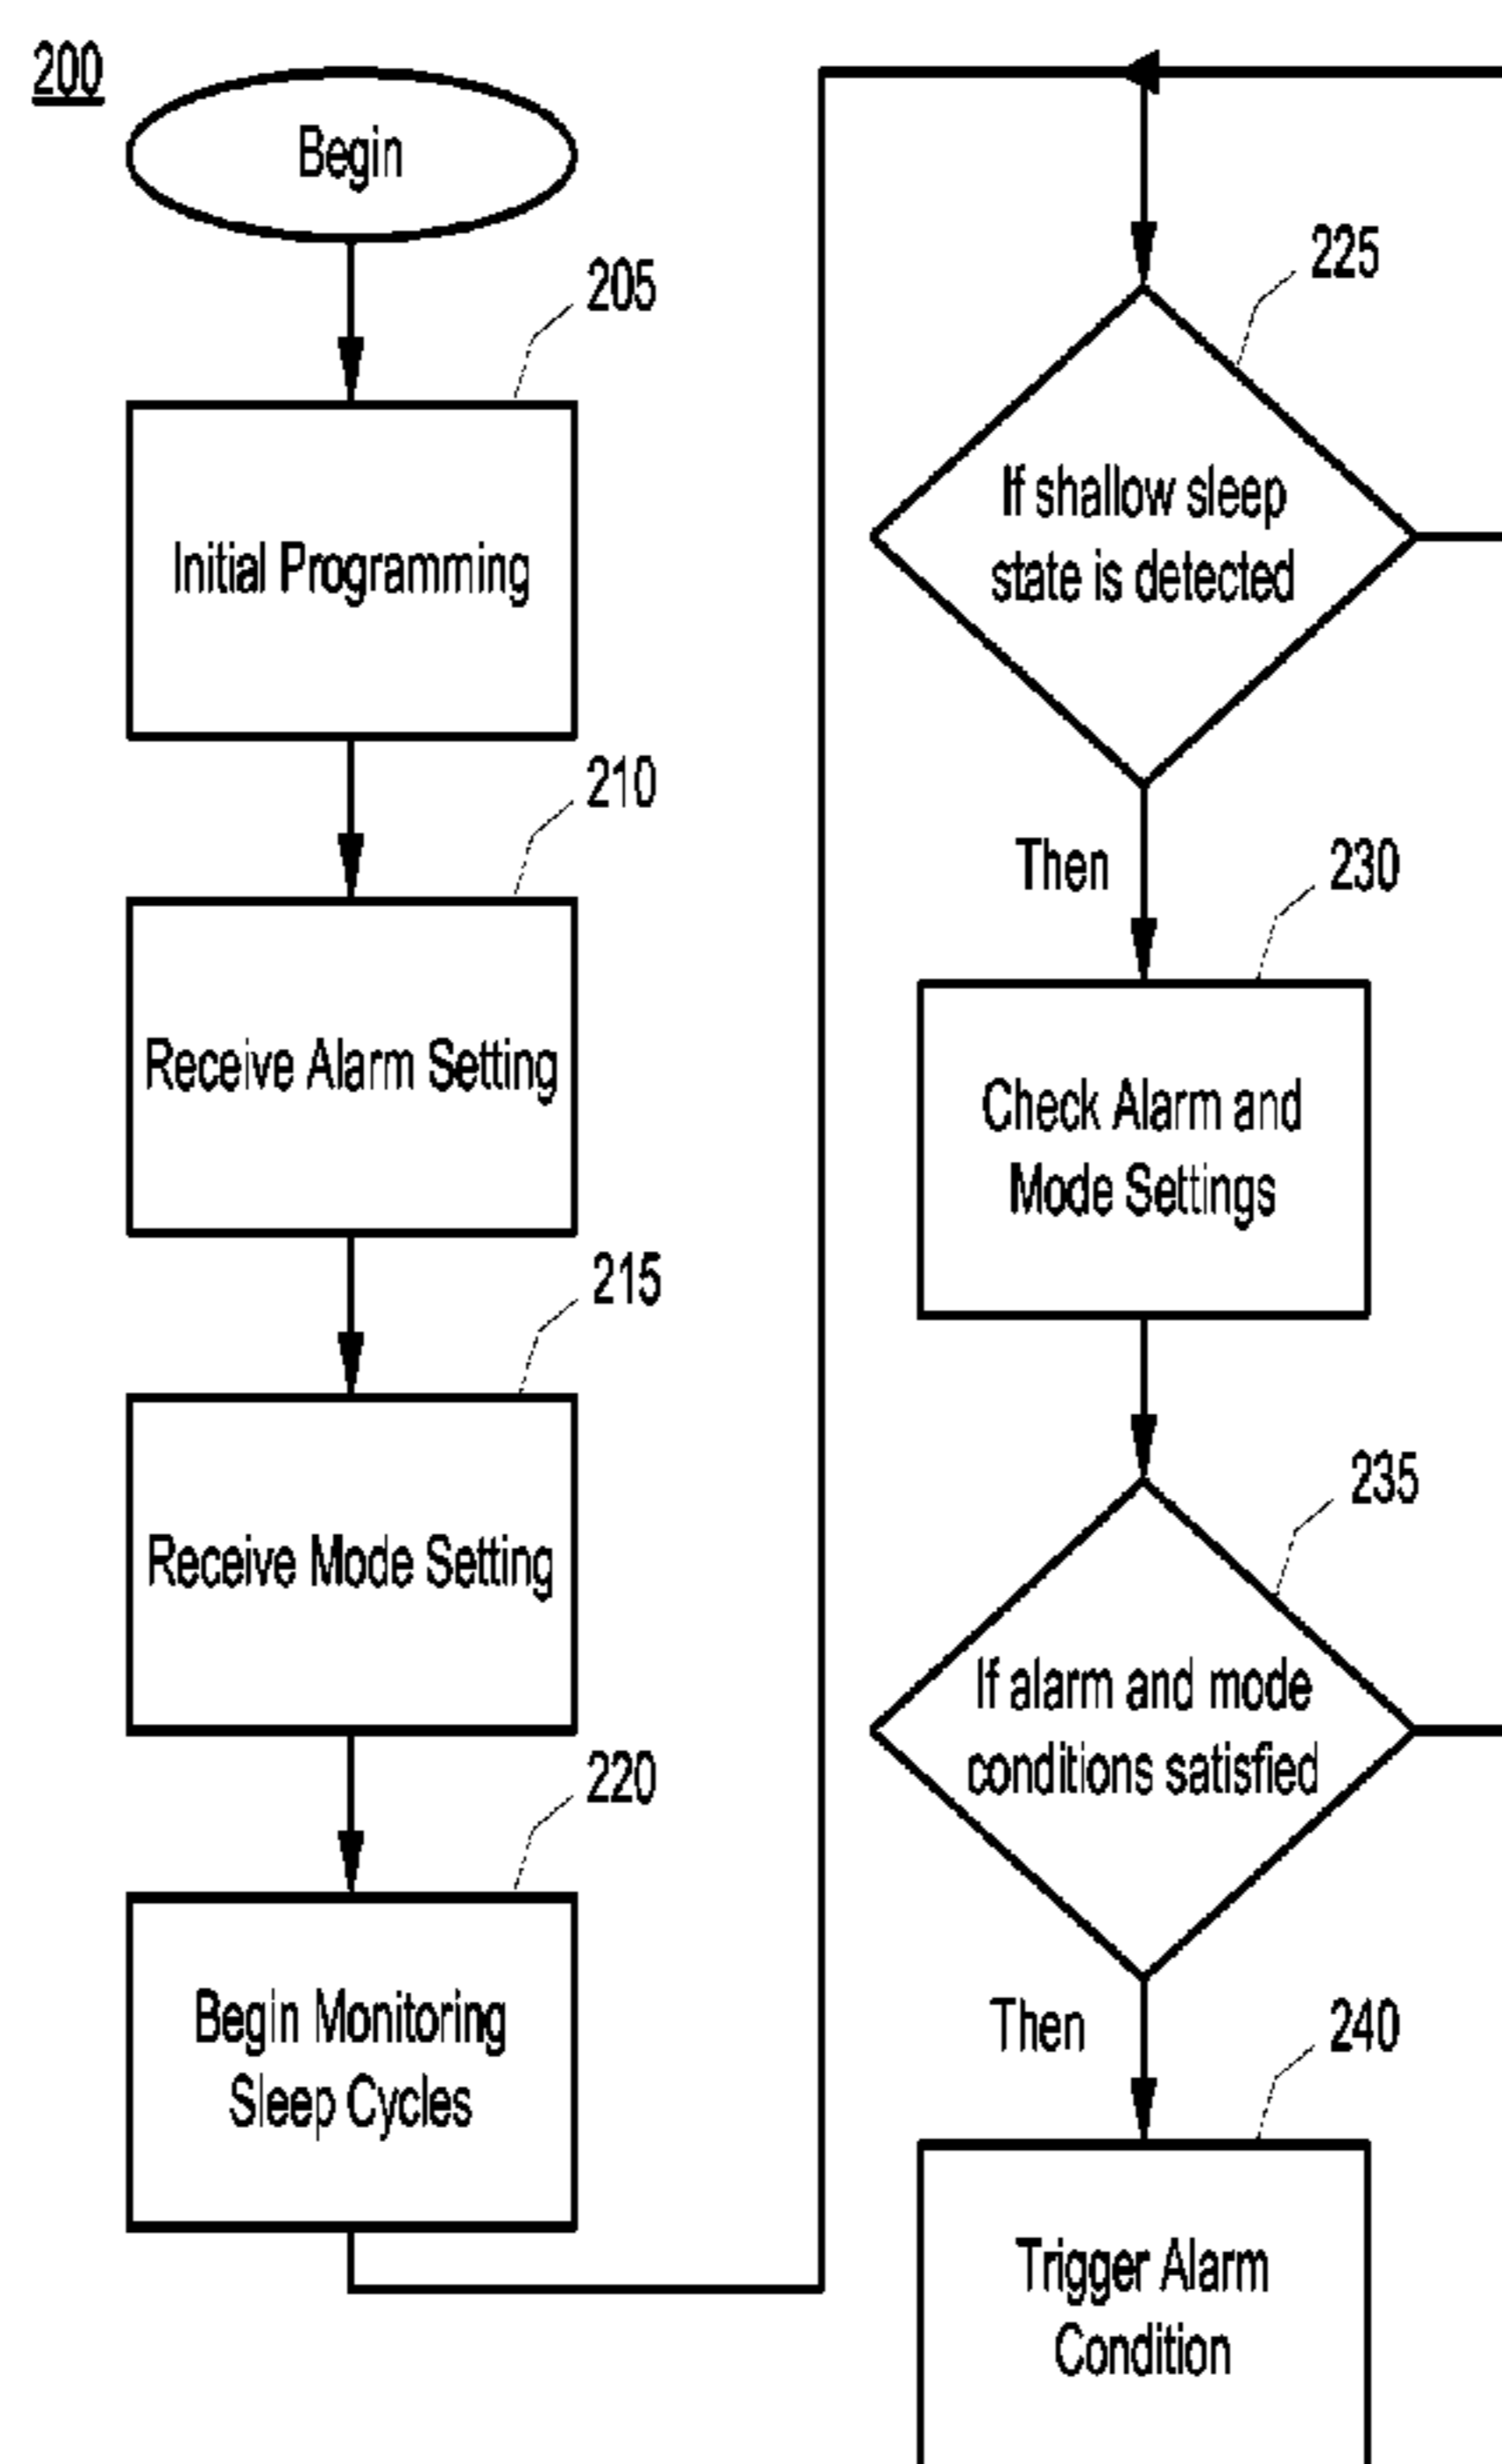 200
Begin
205
Initial Programming
210
Receive Alarm Setting
215
Receive Mode Setting
220
Begin Monitoring
Sleep Cycles
225
If shallow sleep
state is detected
Then
230
Check Alarm and
Mode Settings
235
If alarm and mode
conditions satisfied
Then
240
Trigger Alarm
Condition